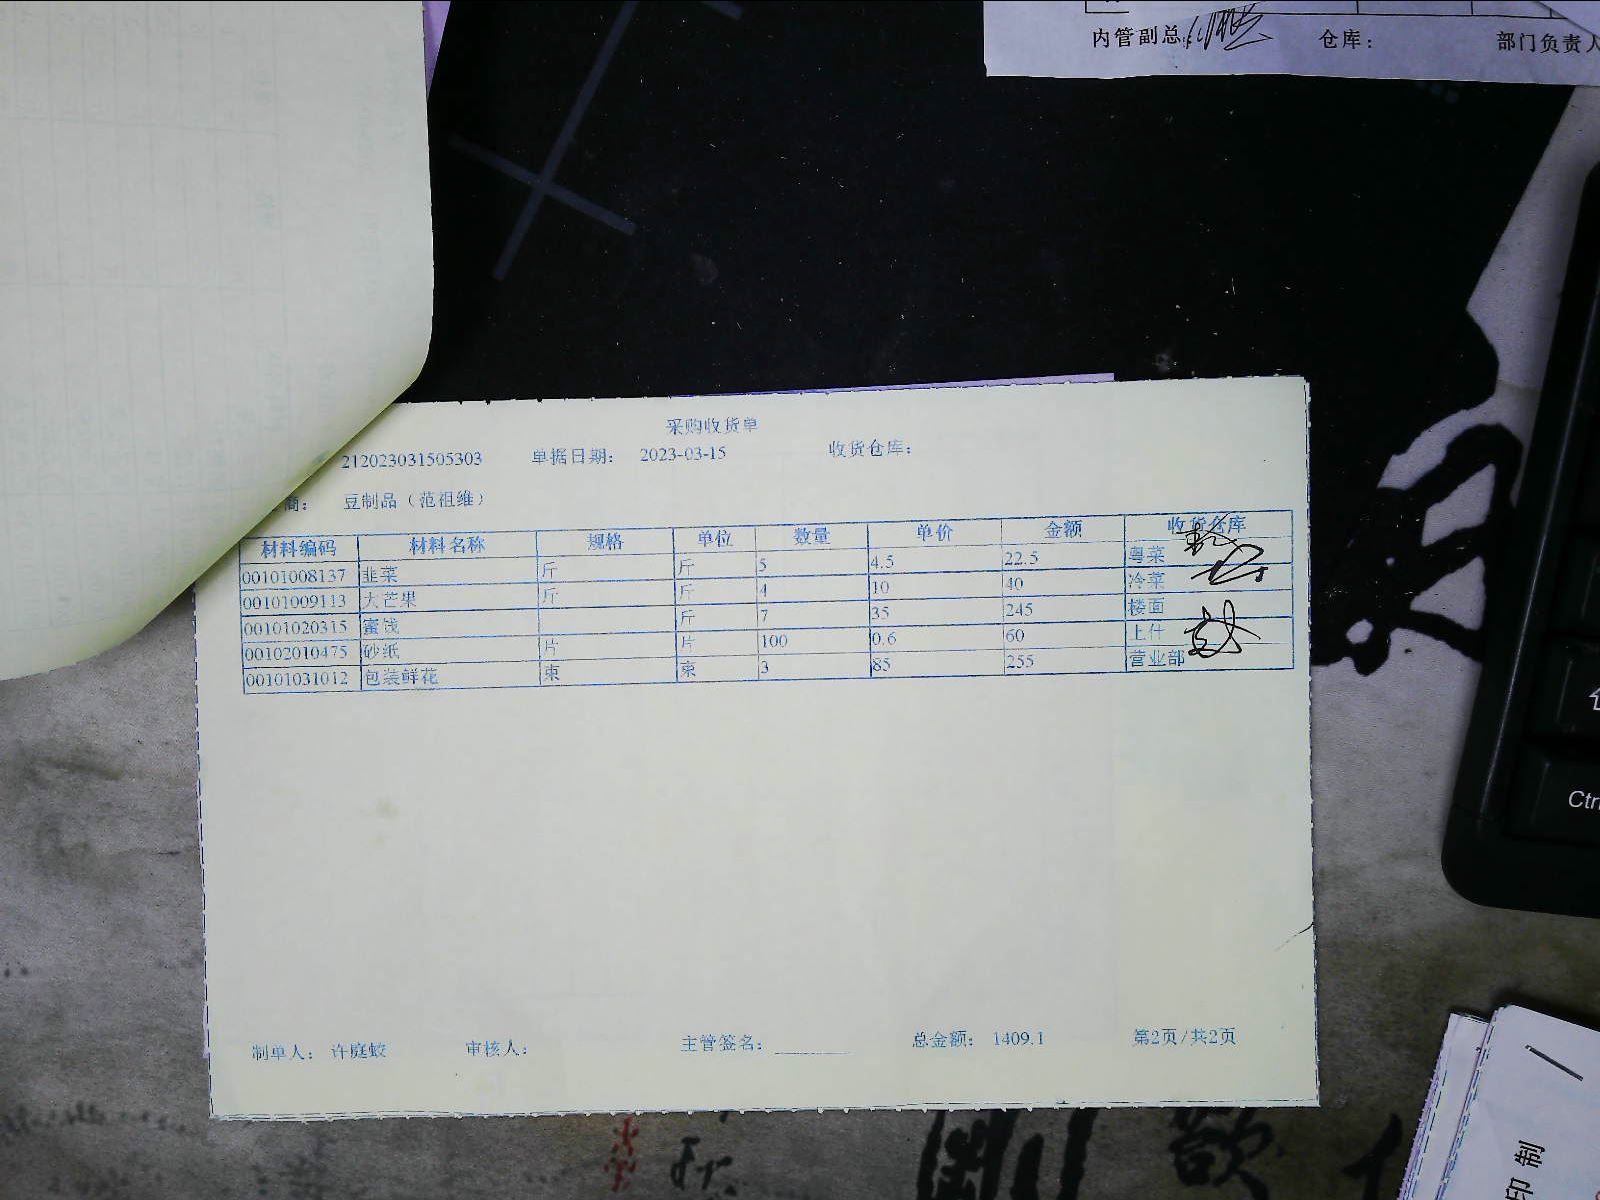 内管副总: 仓库: 部门负责人
采购收货单
212023031505303 单据日期: 2023-03-15 收货仓库:
商: 豆制品(范祖维)
材料编码 材料名称 规格 单位 数量 单价 金额 收货仓库
00101008137 韭菜 斤 斤 5 4.5 22.5 粤菜
00101009113 大芒果 斤 斤 4 10 40 冷菜
00101020315 蜜饯 斤 7 35 245 楼面
00102010475 砂纸 片 片 100 0.6 60 上什
00101031012 包装鲜花 束 束 3 85 255 营业部
制单人: 许庭蛟 审核人: 主管签名: 总金额: 1409.1 第2页/共2页
Ctrl
印制